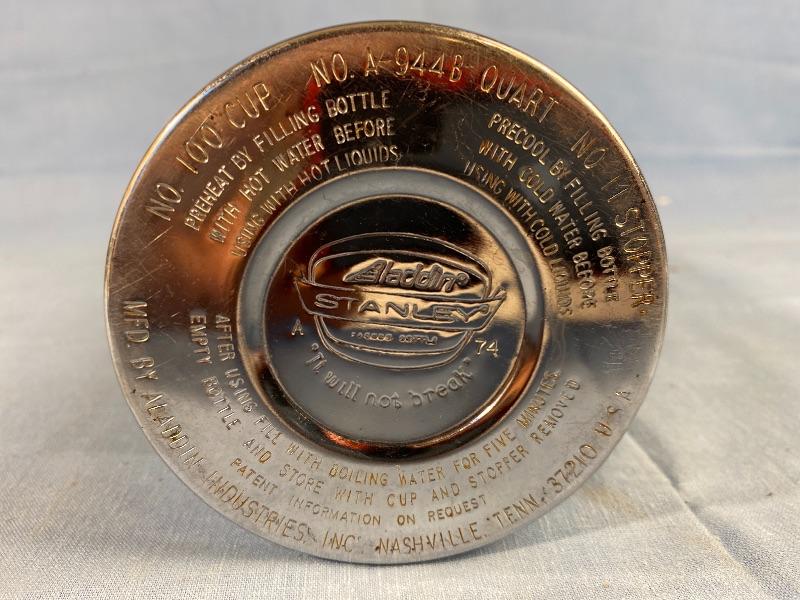 NO. 100 CUP NO. A-944B QUART NO. 11 STOPPER
PREHEAT BY FILLING BOTTLE
WITH HOT WATER BEFORE
USING WITH HOT LIQUIDS
PRECOOL BY FILLING BOTTLE
WITH COLD WATER BEFORE
USING WITH COLD LIQUIDS
Aladdin
STANLEY
A 74
"It will not break"
AFTER USING FILL WITH BOILING WATER FOR FIVE MINUTES
EMPTY BOTTLE AND STORE WITH CUP AND STOPPER REMOVED
PATENT INFORMATION ON REQUEST
MFD. BY ALADDIN INDUSTRIES, INC. NASHVILLE, TENN. 37210 U.S.A.